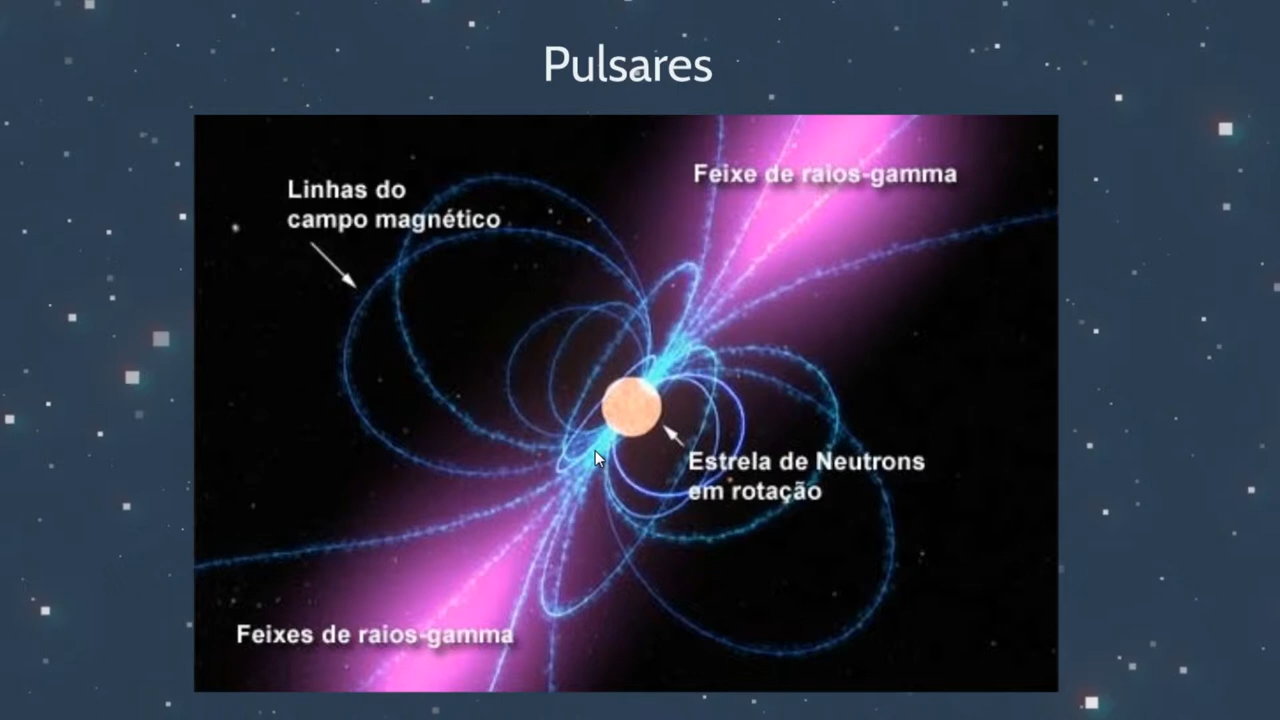 Pulsares
Feixe de raios-gamma
Linhas do
campo magnético
Estrela de Neutrons
em rotação
Feixes de raios-gamma